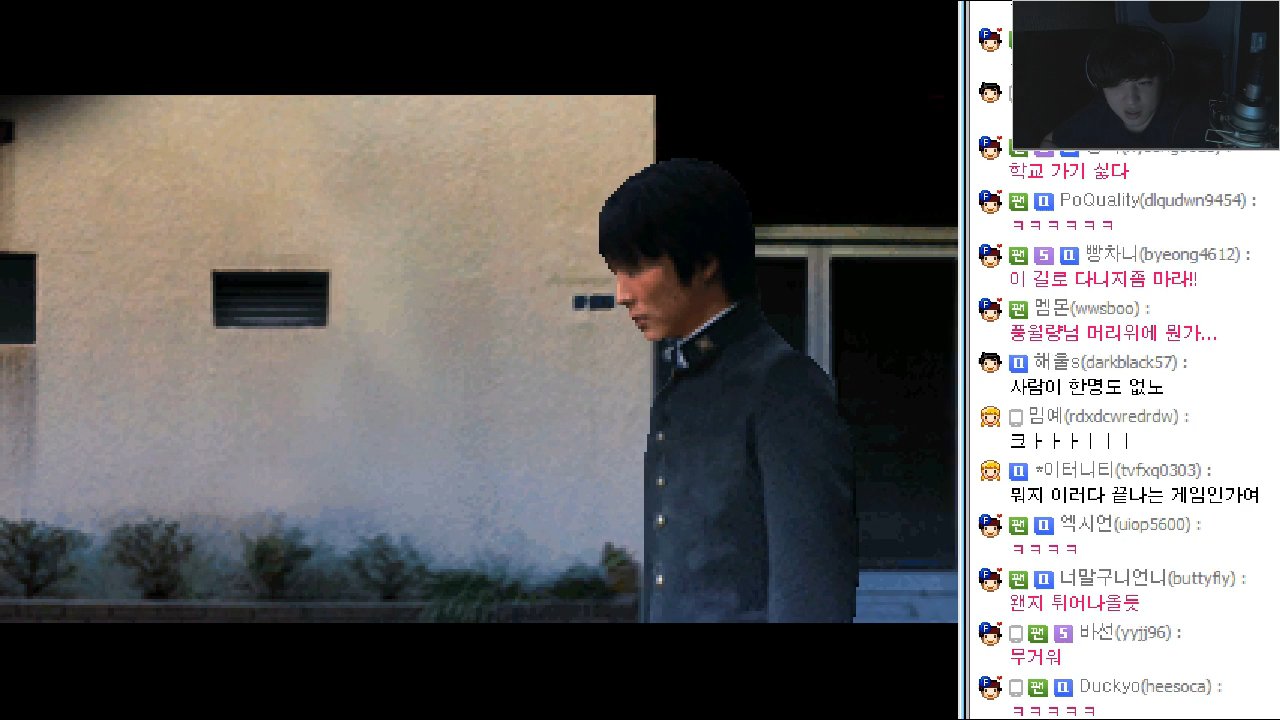 학교 가기 싫다
팬 PoQuality(dlqudwn9454) :
ㅋㅋㅋㅋㅋㅋ
팬 S 빵차니(byeong4612) :
이 길로 다니지좀 마라!!
팬 멤몬(wwsboo) :
풍월량님 머리위에 뭔가...
해울s(darkblack57) :
사람이 한명도 없노
밈예(rdxdcwredrdw) :
크ㅏㅏㅏㅣㅣㅣ
*이터니티(tvfxq0303) :
뭐지 이러다 끝나는 게임인가여
팬 엑시언(uiop5600) :
ㅋㅋㅋㅋ
팬 너말구니언니(buttyfly) :
왠지 튀어나올듯
팬 S 바선(yyjj96) :
무거워
팬 Duckyo(heesoca) :
ㅋㅋㅋㅋㅋ